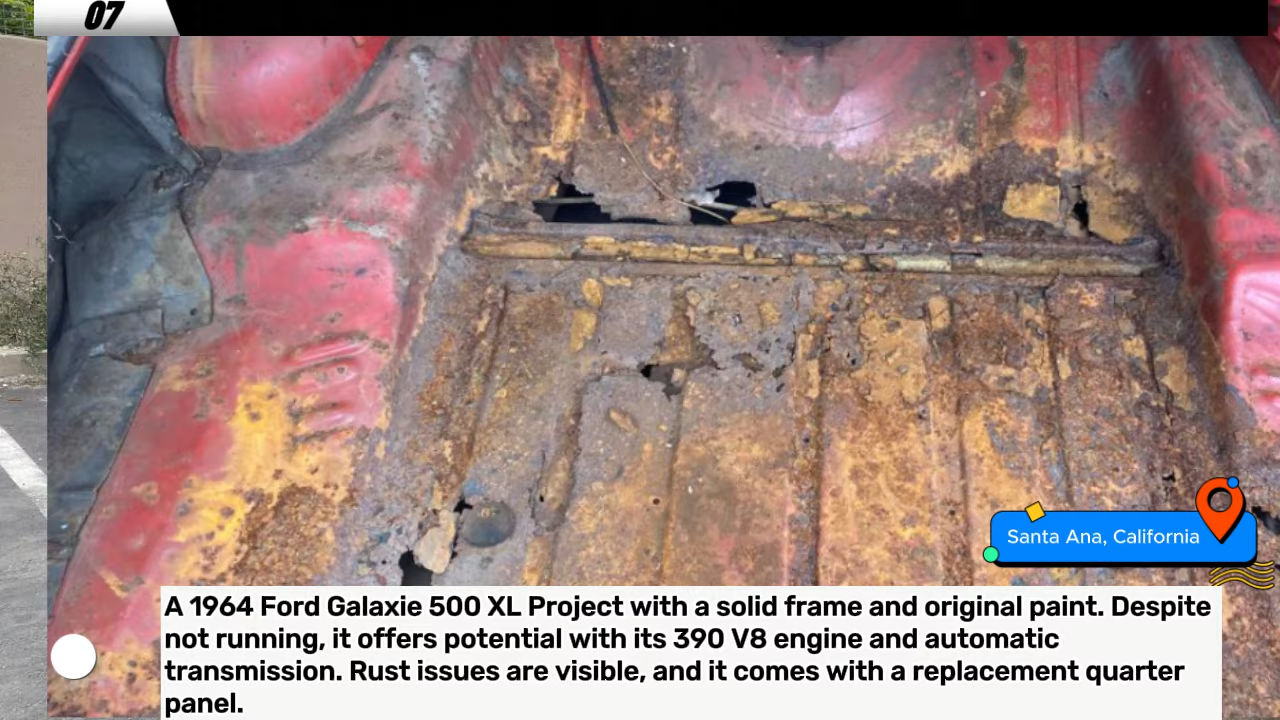 07
Santa Ana, California
A 1964 Ford Galaxie 500 XL Project with a solid frame and original paint. Despite
not running, it offers potential with its 390 V8 engine and automatic
transmission. Rust issues are visible, and it comes with a replacement quarter
panel.